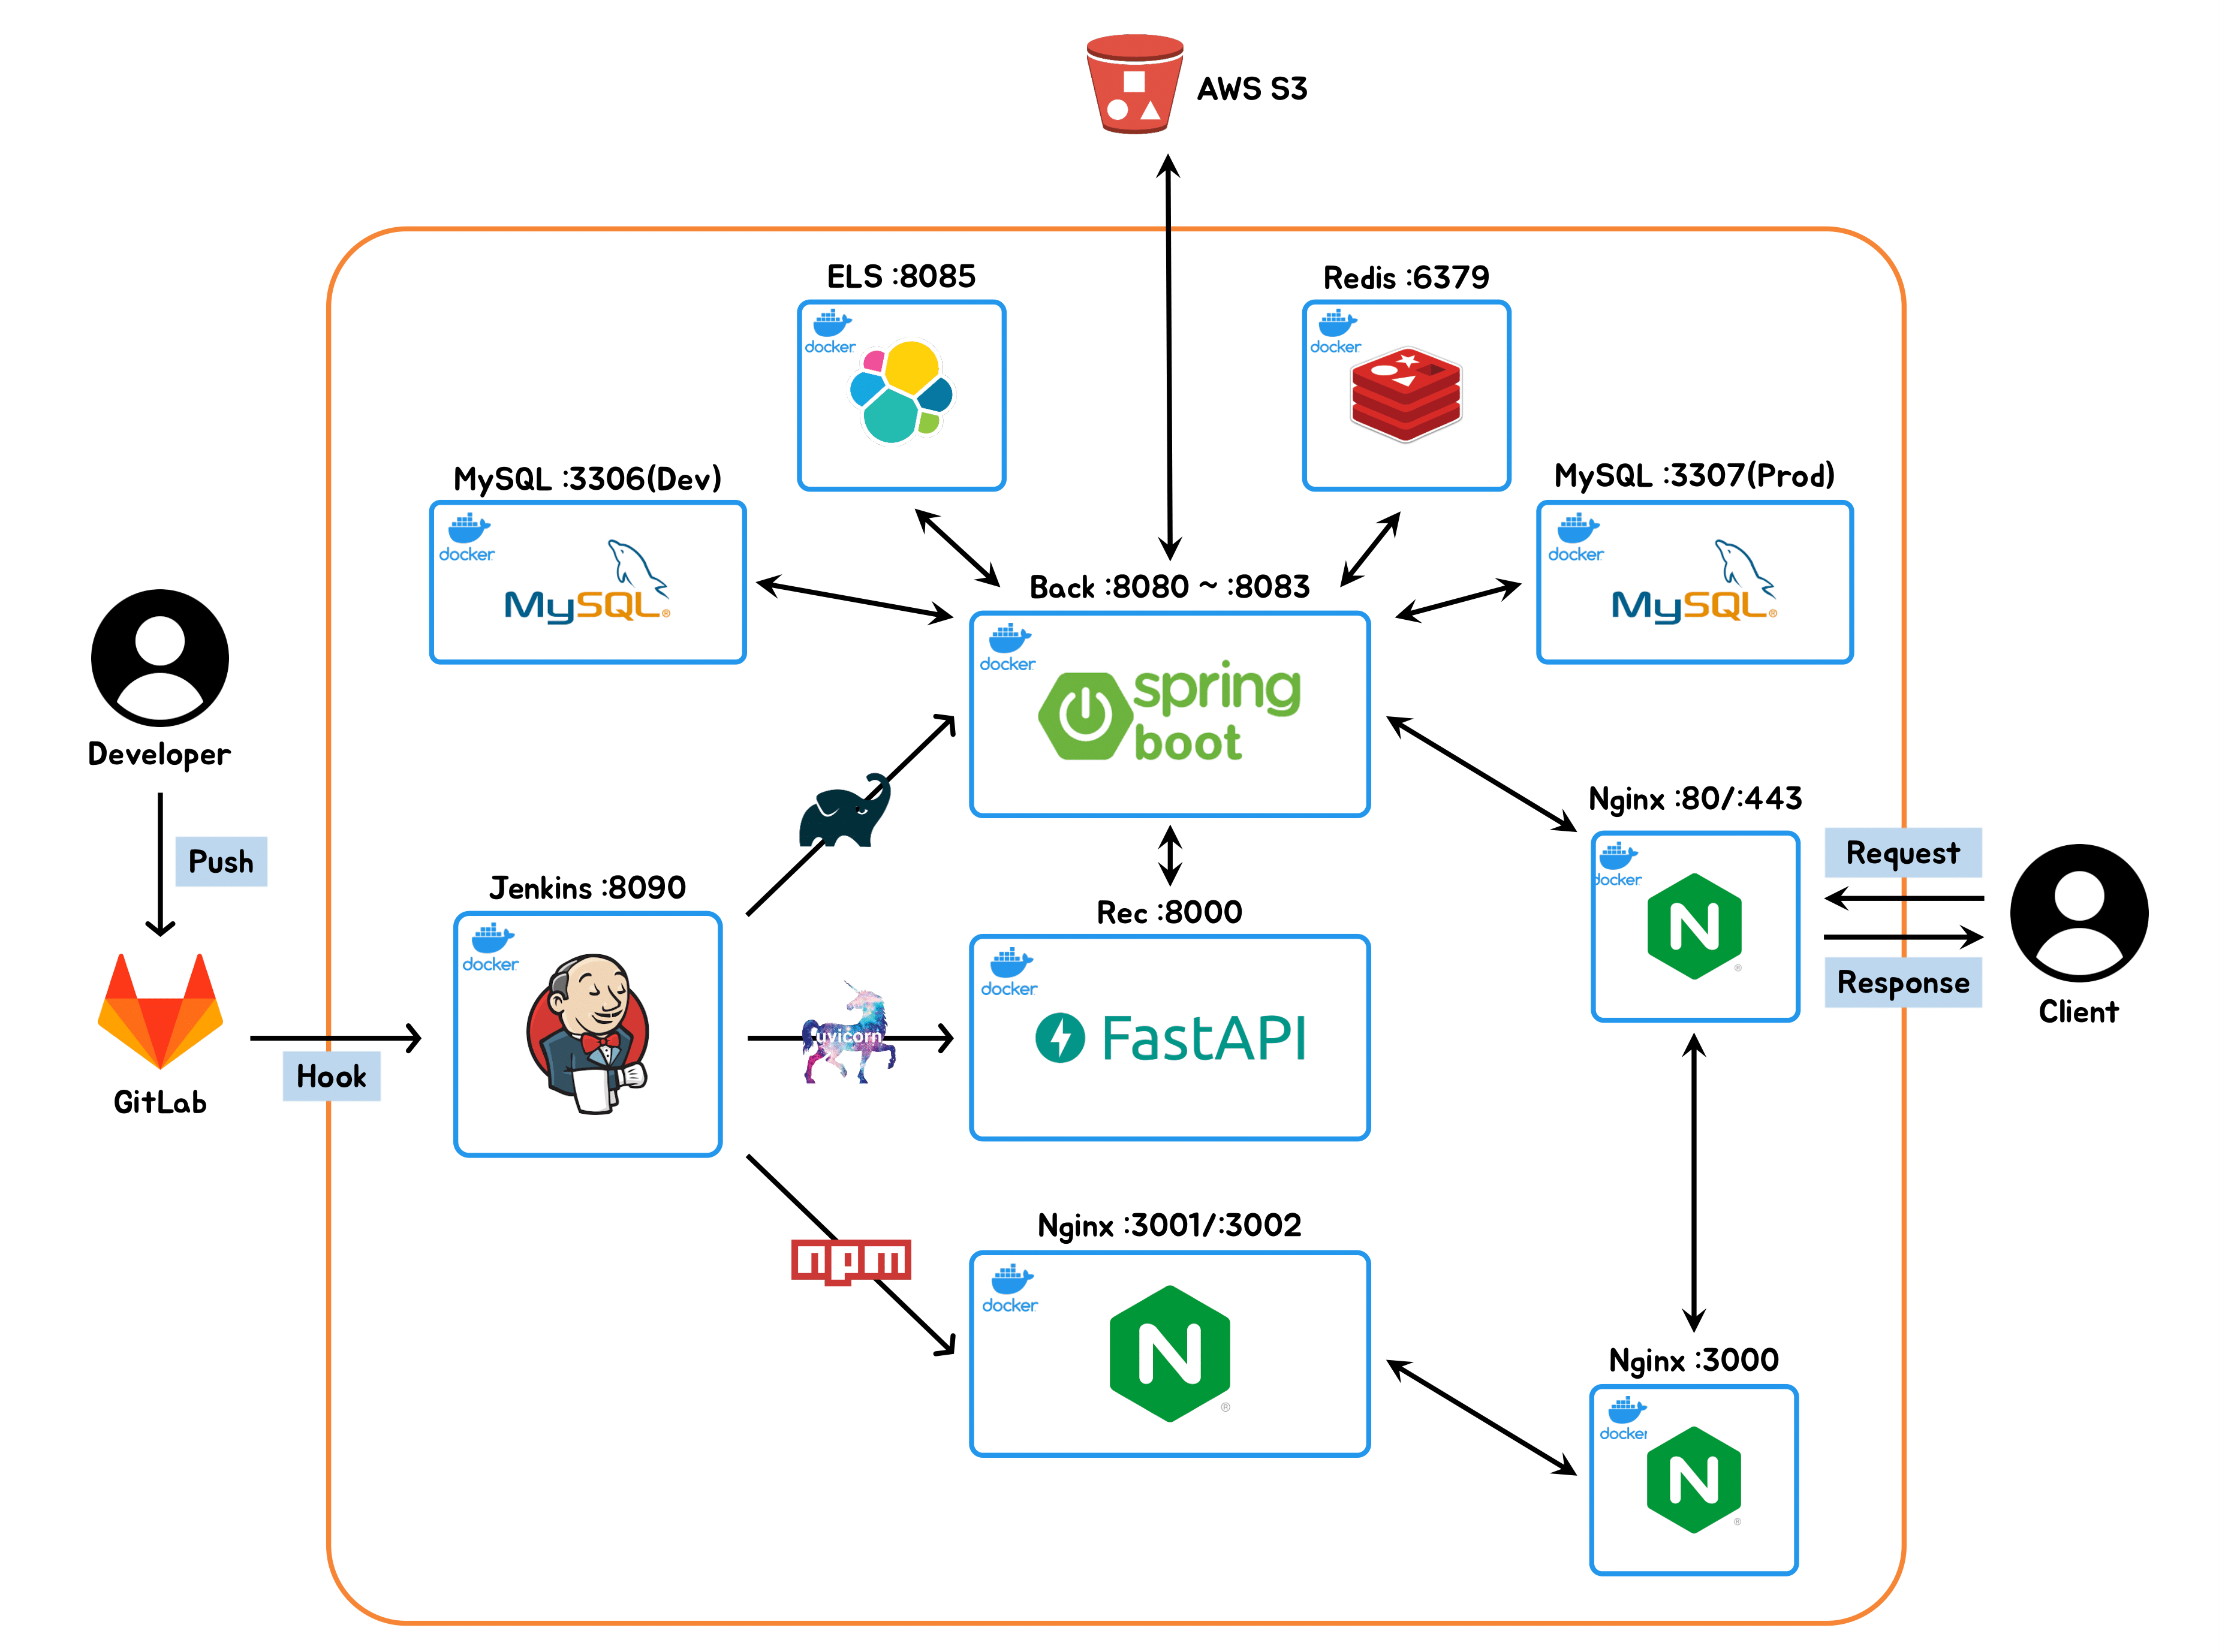 AWS S3
ELS :8085
docker
Redis :6379
docker
MySQL :3306(Dev)
docker
MySQL®
MySQL :3307(Prod)
docker
MySQL®
Back :8080 ~ :8083
docker
spring
boot
Developer
Push
GitLab
Hook
Jenkins :8090
docker
uvicorn
npm
Rec :8000
docker
FastAPI
Nginx :3001/:3002
docker
N
®
Nginx :80/:443
docker
N
®
Request
Response
Client
Nginx :3000
docker
N
®